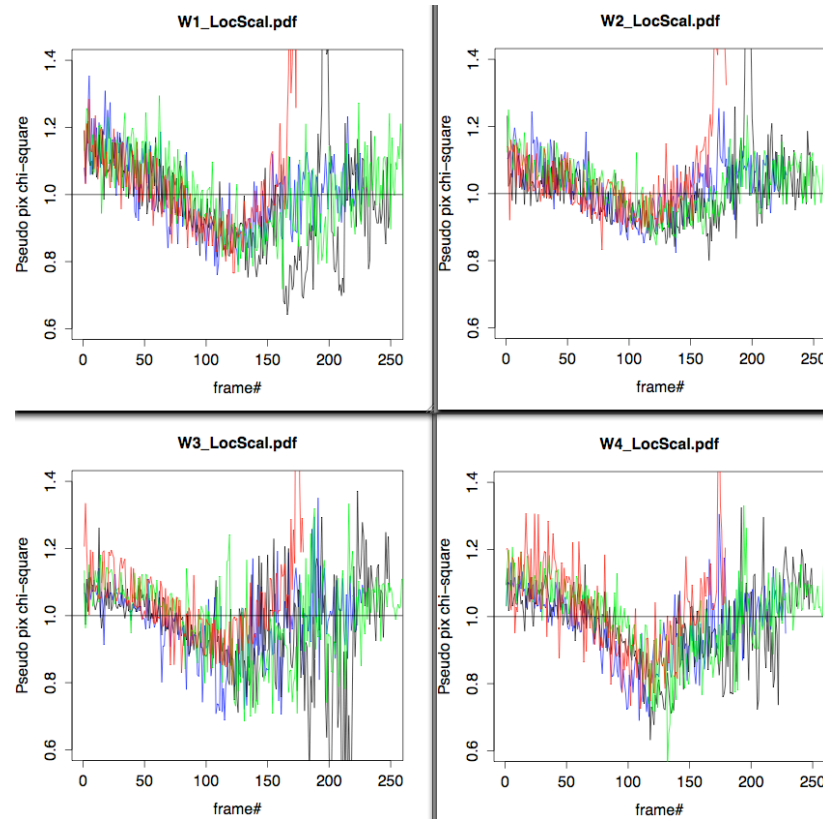 W1_LocScal.pdf
Pseudo pix chi-square
0.6 0.8 1.0 1.2 1.4
0 50 100 150 200 250
frame#
W2_LocScal.pdf
Pseudo pix chi-square
0.6 0.8 1.0 1.2 1.4
0 50 100 150 200 250
frame#
W3_LocScal.pdf
Pseudo pix chi-square
0.6 0.8 1.0 1.2 1.4
0 50 100 150 200 250
frame#
W4_LocScal.pdf
Pseudo pix chi-square
0.6 0.8 1.0 1.2 1.4
0 50 100 150 200 250
frame#